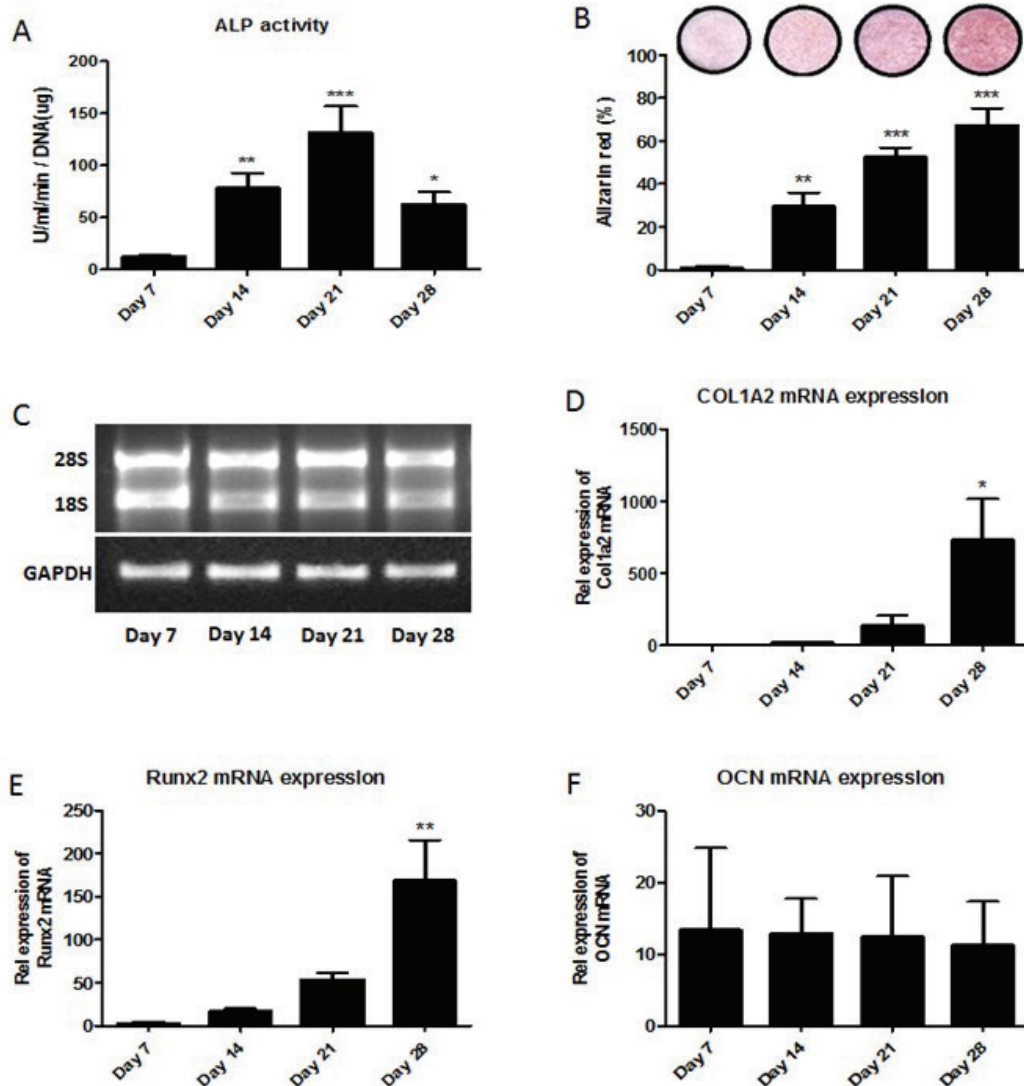 A
ALP activity
U/ml/min / DNA(ug)
200
150
100
50
0
**
***
*
Day 7
Day 14
Day 21
Day 28
B
Alizarin red (%)
100
80
60
40
20
0
**
***
***
Day 7
Day 14
Day 21
Day 28
C
28S
18S
GAPDH
Day 7
Day 14
Day 21
Day 28
D
COL1A2 mRNA expression
Rel expression of
Col1a2 mRNA
1500
1000
500
0
*
Day 7
Day 14
Day 21
Day 28
E
Runx2 mRNA expression
Rel expression of
Runx2 mRNA
250
200
150
100
50
0
**
Day 7
Day 14
Day 21
Day 28
F
OCN mRNA expression
Rel expression of
OCN mRNA
30
20
10
0
Day 7
Day 14
Day 21
Day 28